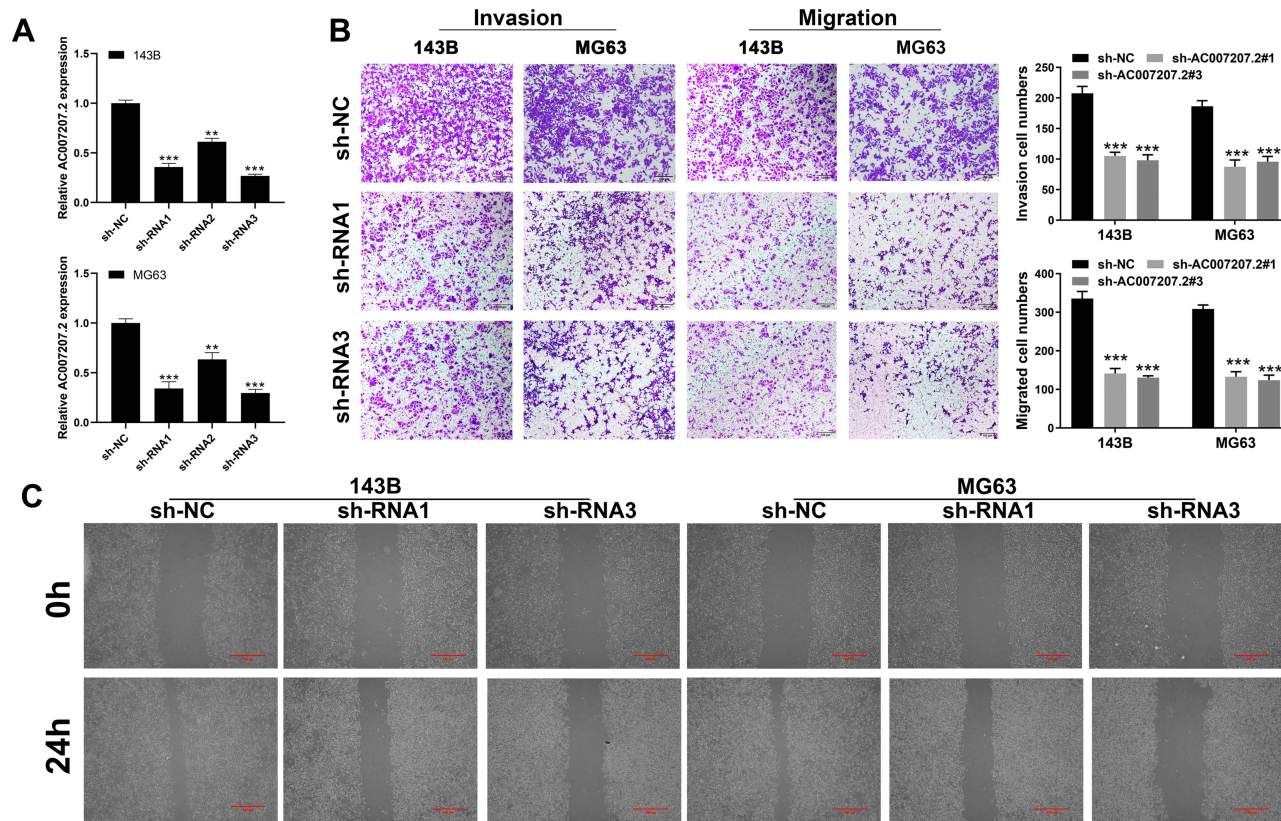 A
Relative AC007207.2 expression
1.5
1.0
0.5
0.0
143B
***
**
***
sh-NC
sh-RNA1
sh-RNA2
sh-RNA3
Relative AC007207.2 expression
1.5
1.0
0.5
0.0
MG63
***
**
***
sh-NC
sh-RNA1
sh-RNA2
sh-RNA3
B
Invasion
Migration
143B
MG63
143B
MG63
sh-NC
sh-RNA1
sh-RNA3
sh-NC
sh-AC007207.2#1
sh-AC007207.2#3
Invasion cell numbers
250
200
150
100
50
0
*** ***
*** ***
143B
MG63
sh-NC
sh-AC007207.2#1
sh-AC007207.2#3
Migrated cell numbers
400
300
200
100
0
*** ***
*** ***
143B
MG63
C
143B
MG63
sh-NC
sh-RNA1
sh-RNA3
sh-NC
sh-RNA1
sh-RNA3
0h
24h